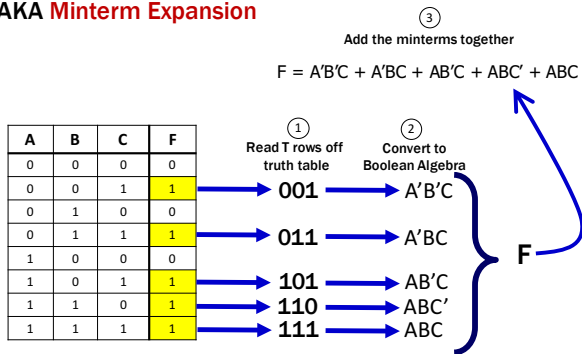 AKA Minterm Expansion
3
Add the minterms together
F = A′B′C + A′BC + AB′C + ABC′ + ABC
1
Read T rows off
truth table
2
Convert to
Boolean Algebra
A B C F
0 0 0 0
0 0 1 1
0 1 0 0
0 1 1 1
1 0 0 0
1 0 1 1
1 1 0 1
1 1 1 1
001 A′B′C
011 A′BC
101 AB′C
110 ABC′
111 ABC
F